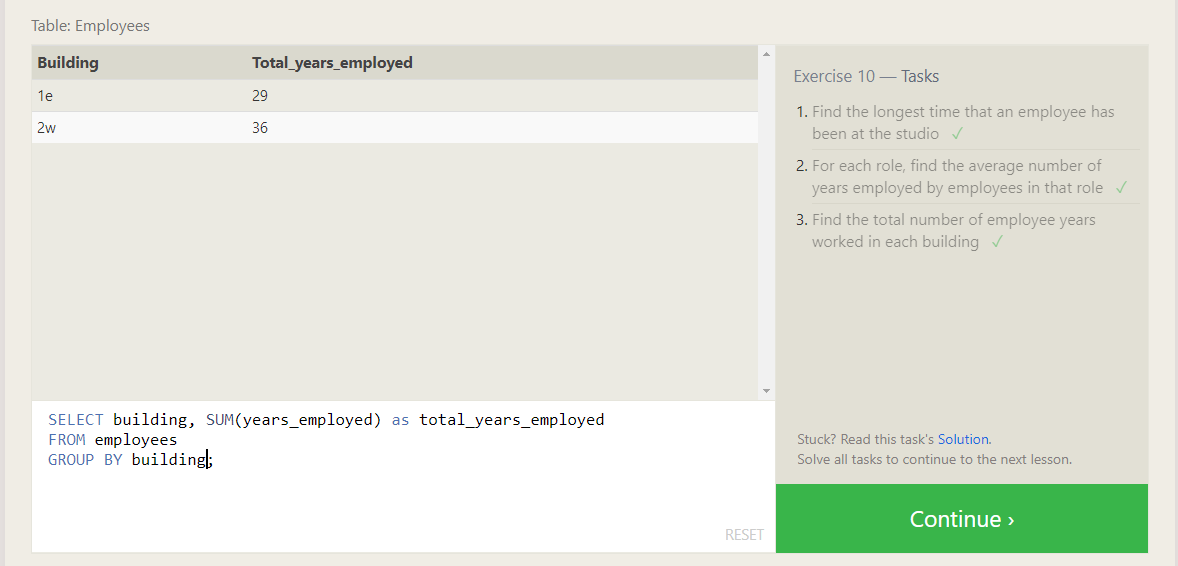 Table: Employees
Building Total_years_employed
1e 29
2w 36
SELECT building, SUM(years_employed) as total_years_employed
FROM employees
GROUP BY building;
RESET
Exercise 10 — Tasks
1. Find the longest time that an employee has
been at the studio ✓
2. For each role, find the average number of
years employed by employees in that role ✓
3. Find the total number of employee years
worked in each building ✓
Stuck? Read this task's Solution.
Solve all tasks to continue to the next lesson.
Continue ›